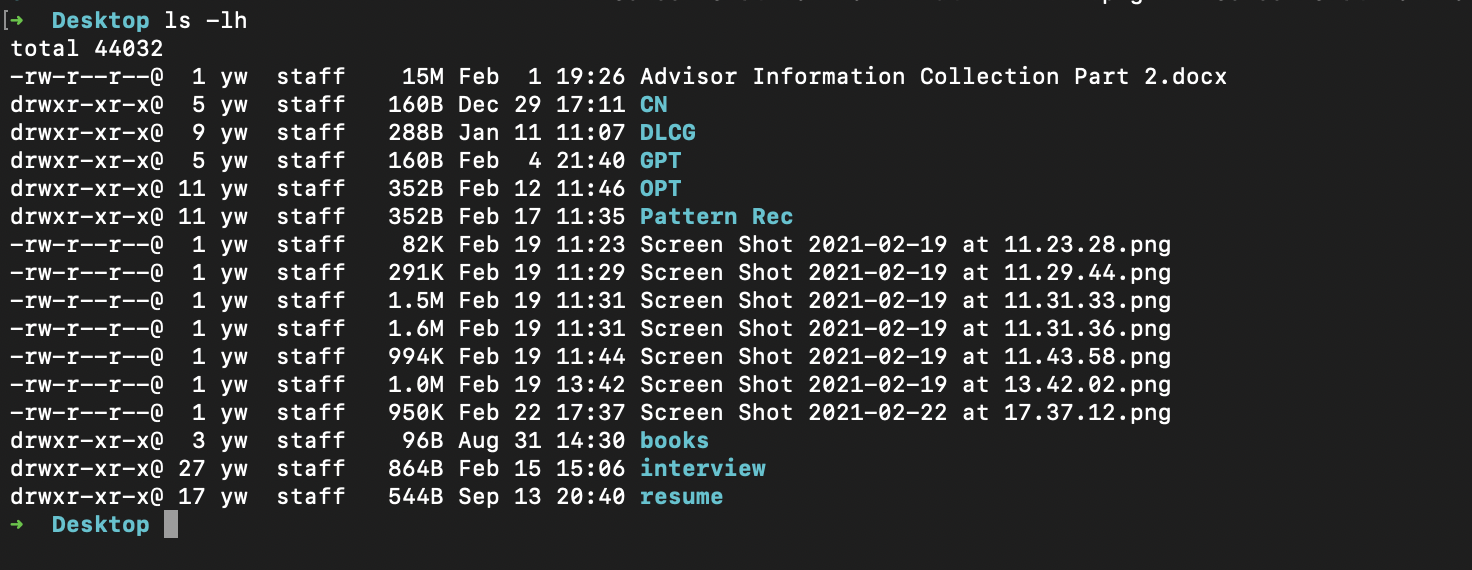 [➜  Desktop ls -lh
total 44032
-rw-r--r--@  1 yw  staff    15M Feb  1 19:26 Advisor Information Collection Part 2.docx
drwxr-xr-x@  5 yw  staff   160B Dec 29 17:11 CN
drwxr-xr-x@  9 yw  staff   288B Jan 11 11:07 DLCG
drwxr-xr-x@  5 yw  staff   160B Feb  4 21:40 GPT
drwxr-xr-x@ 11 yw  staff   352B Feb 12 11:46 OPT
drwxr-xr-x@ 11 yw  staff   352B Feb 17 11:35 Pattern Rec
-rw-r--r--@  1 yw  staff    82K Feb 19 11:23 Screen Shot 2021-02-19 at 11.23.28.png
-rw-r--r--@  1 yw  staff   291K Feb 19 11:29 Screen Shot 2021-02-19 at 11.29.44.png
-rw-r--r--@  1 yw  staff   1.5M Feb 19 11:31 Screen Shot 2021-02-19 at 11.31.33.png
-rw-r--r--@  1 yw  staff   1.6M Feb 19 11:31 Screen Shot 2021-02-19 at 11.31.36.png
-rw-r--r--@  1 yw  staff   994K Feb 19 11:44 Screen Shot 2021-02-19 at 11.43.58.png
-rw-r--r--@  1 yw  staff   1.0M Feb 19 13:42 Screen Shot 2021-02-19 at 13.42.02.png
-rw-r--r--@  1 yw  staff   950K Feb 22 17:37 Screen Shot 2021-02-22 at 17.37.12.png
drwxr-xr-x@  3 yw  staff    96B Aug 31 14:30 books
drwxr-xr-x@ 27 yw  staff   864B Feb 15 15:06 interview
drwxr-xr-x@ 17 yw  staff   544B Sep 13 20:40 resume
➜  Desktop